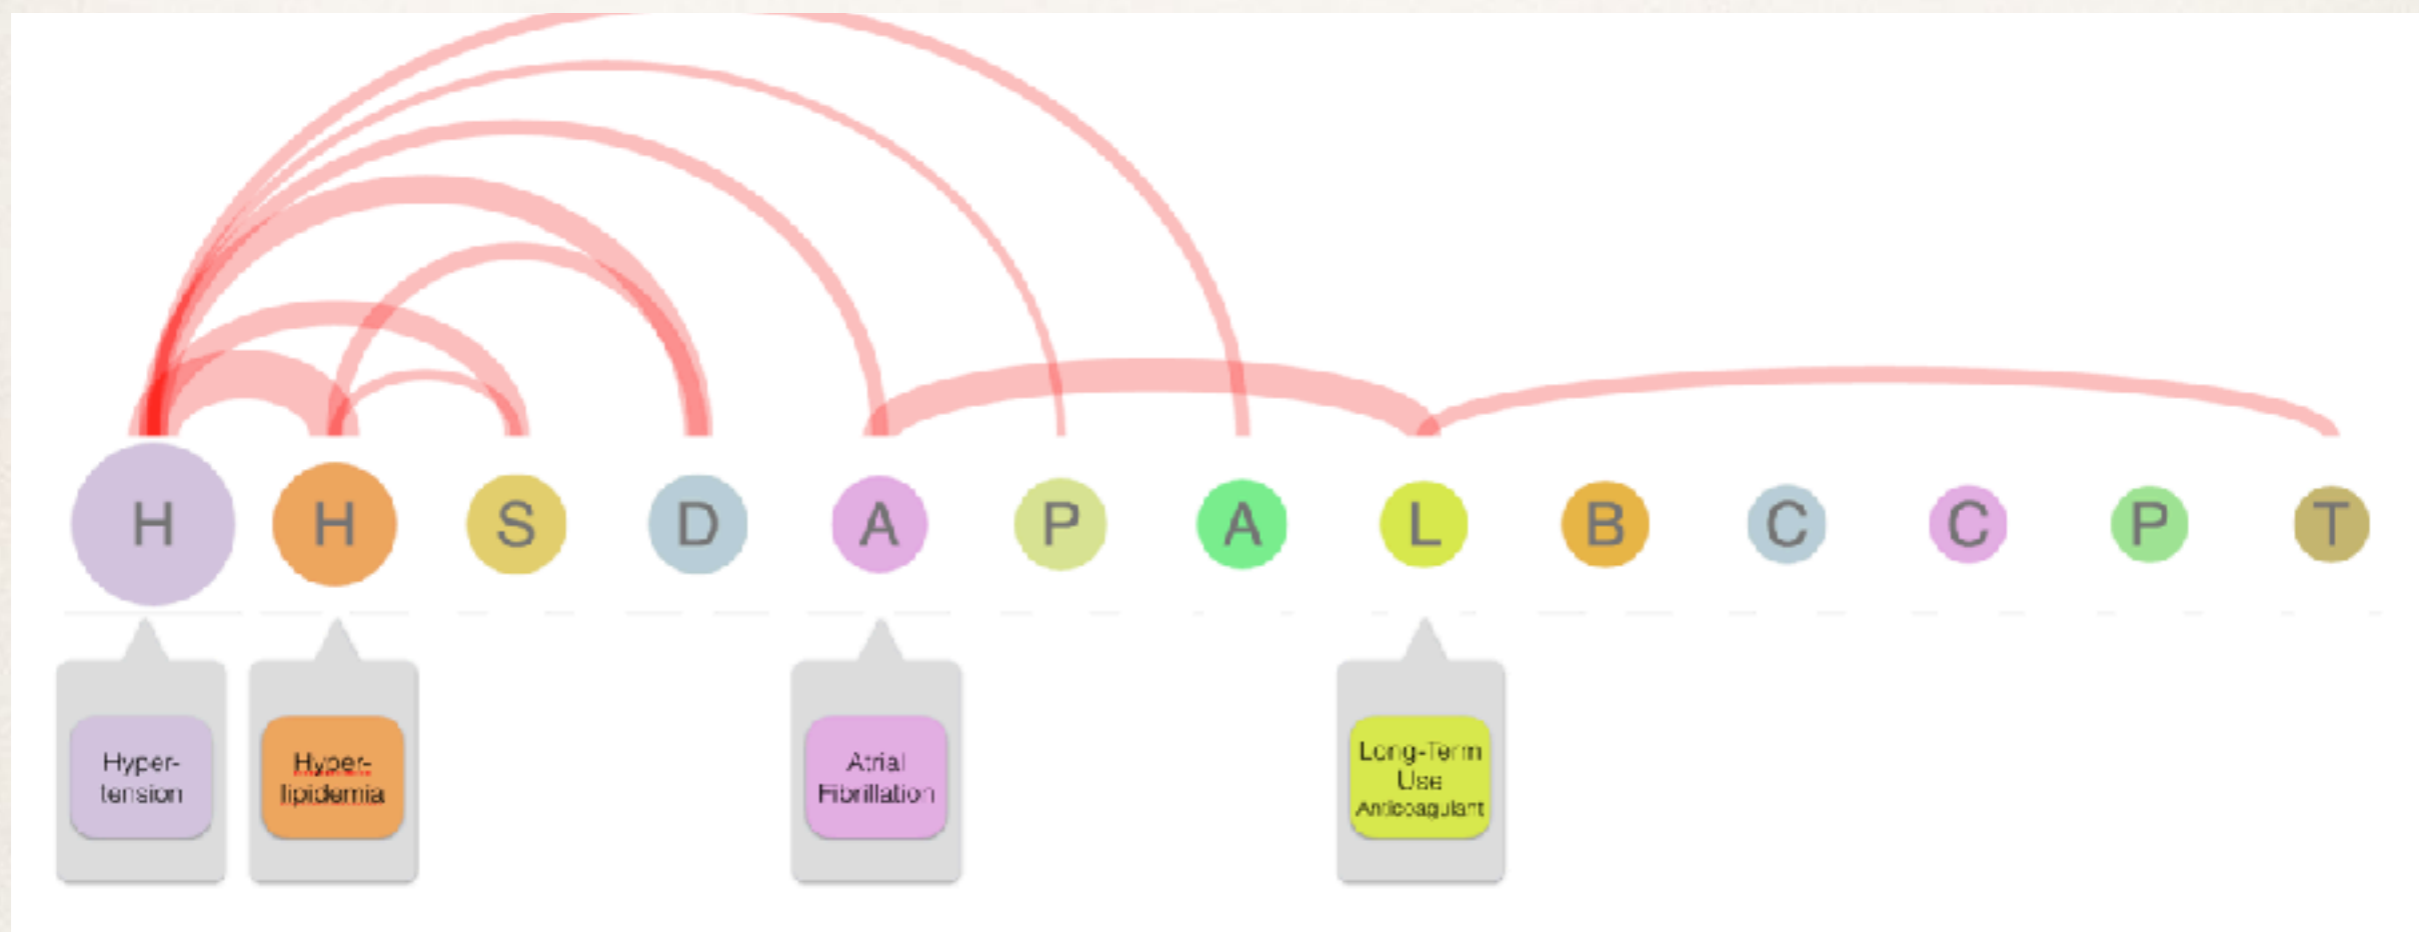 H H S D A P A L B C C P T
Hyper-
tension
Hyper-
lipidemia
Atrial
Fibrillation
Long-Term
Use
Anticoagulant